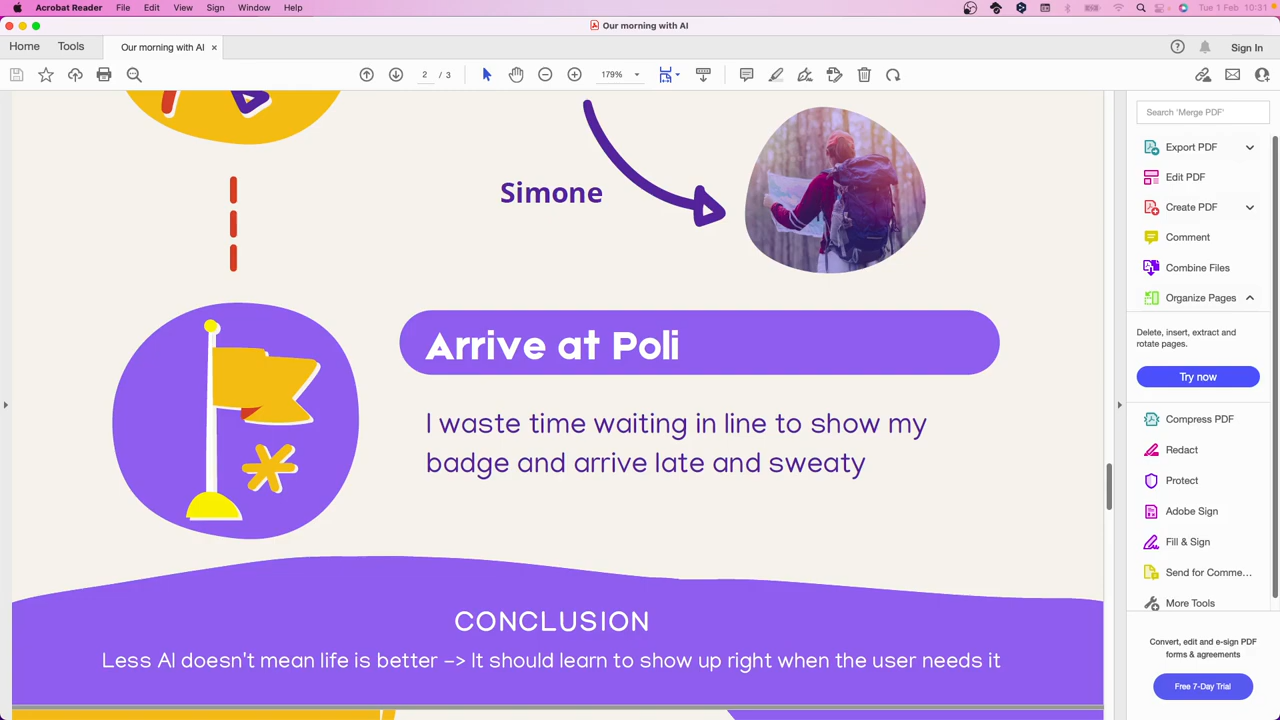 Acrobat Reader File Edit View Sign Window Help
Tue 1 Feb 10:31
Our morning with AI
Home Tools Our morning with AI ×
Sign In
2 / 3
179%
Simone
Arrive at Poli
I waste time waiting in line to show my
badge and arrive late and sweaty
CONCLUSION
Less AI doesn't mean life is better –> It should learn to show up right when the user needs it
Search 'Merge PDF'
Export PDF
Edit PDF
Create PDF
Comment
Combine Files
Organize Pages
Delete, insert, extract and
rotate pages.
Try now
Compress PDF
Redact
Protect
Adobe Sign
Fill & Sign
Send for Comme...
More Tools
Convert, edit and e-sign PDF
forms & agreements
Free 7-Day Trial